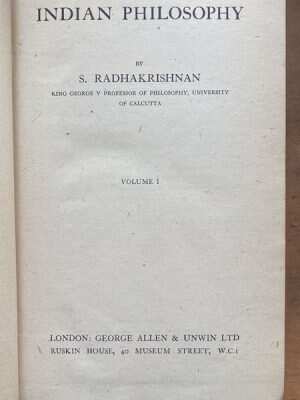 INDIAN PHILOSOPHY
BY
S. RADHAKRISHNAN
KING GEORGE V PROFESSOR OF PHILOSOPHY, UNIVERSITY
OF CALCUTTA
VOLUME I
LONDON: GEORGE ALLEN & UNWIN LTD
RUSKIN HOUSE, 40 MUSEUM STREET, W.C.1